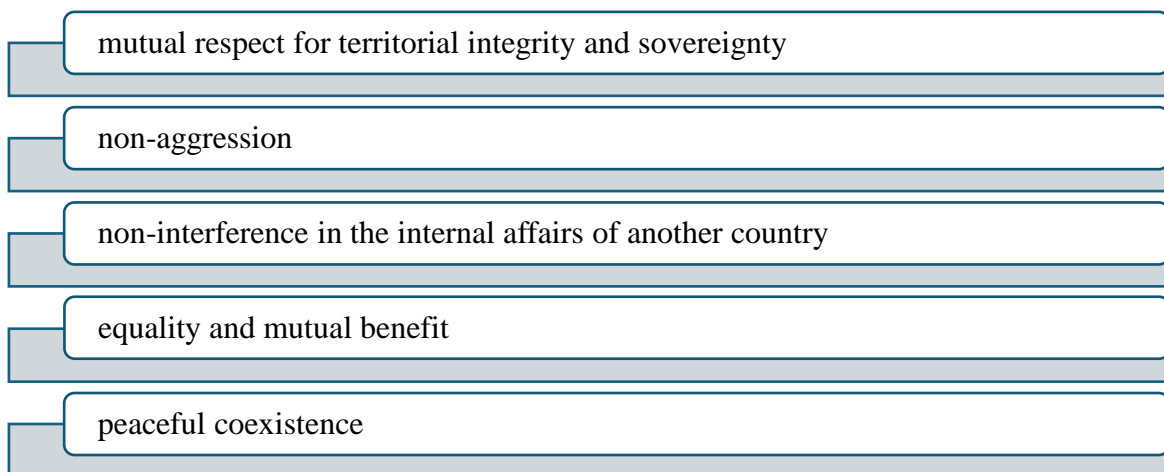 mutual respect for territorial integrity and sovereignty
non-aggression
non-interference in the internal affairs of another country
equality and mutual benefit
peaceful coexistence